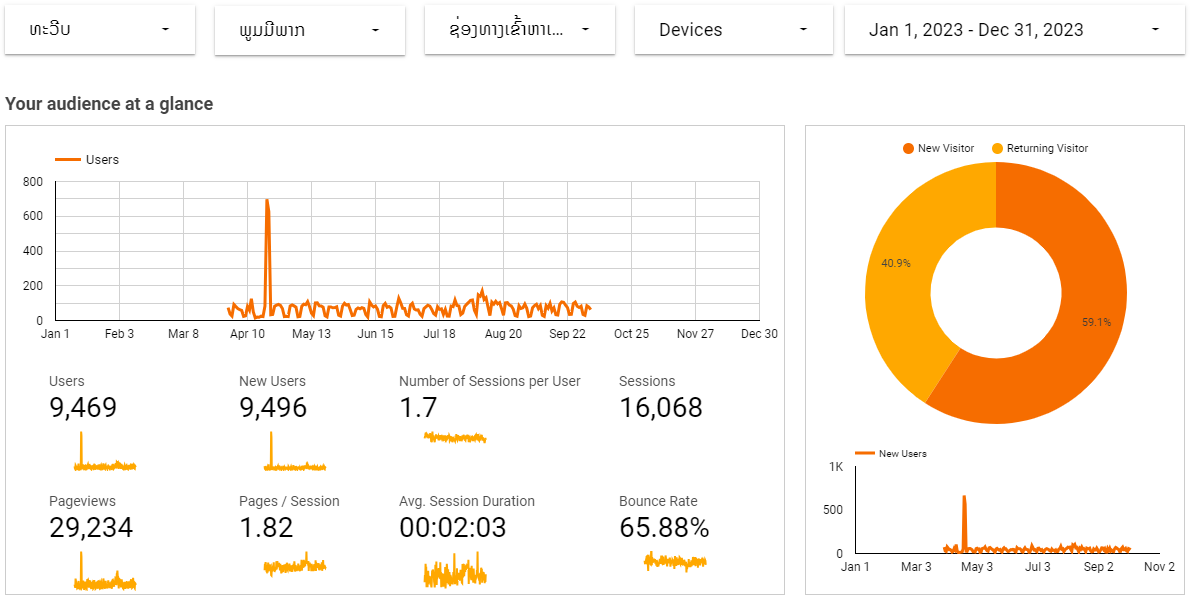 ທະວີບ
ພູມມີພາກ
ຊ່ອງທາງເຂົ້າຫາເ...
Devices
Jan 1, 2023 - Dec 31, 2023
Your audience at a glance
Users
800
600
400
200
0
Jan 1 Feb 3 Mar 8 Apr 10 May 13 Jun 15 Jul 18 Aug 20 Sep 22 Oct 25 Nov 27 Dec 30
Users
9,469
New Users
9,496
Number of Sessions per User
1.7
Sessions
16,068
Pageviews
29,234
Pages / Session
1.82
Avg. Session Duration
00:02:03
Bounce Rate
65.88%
New Visitor Returning Visitor
40.9%
59.1%
New Users
1K
500
0
Jan 1 Mar 3 May 3 Jul 3 Sep 2 Nov 2